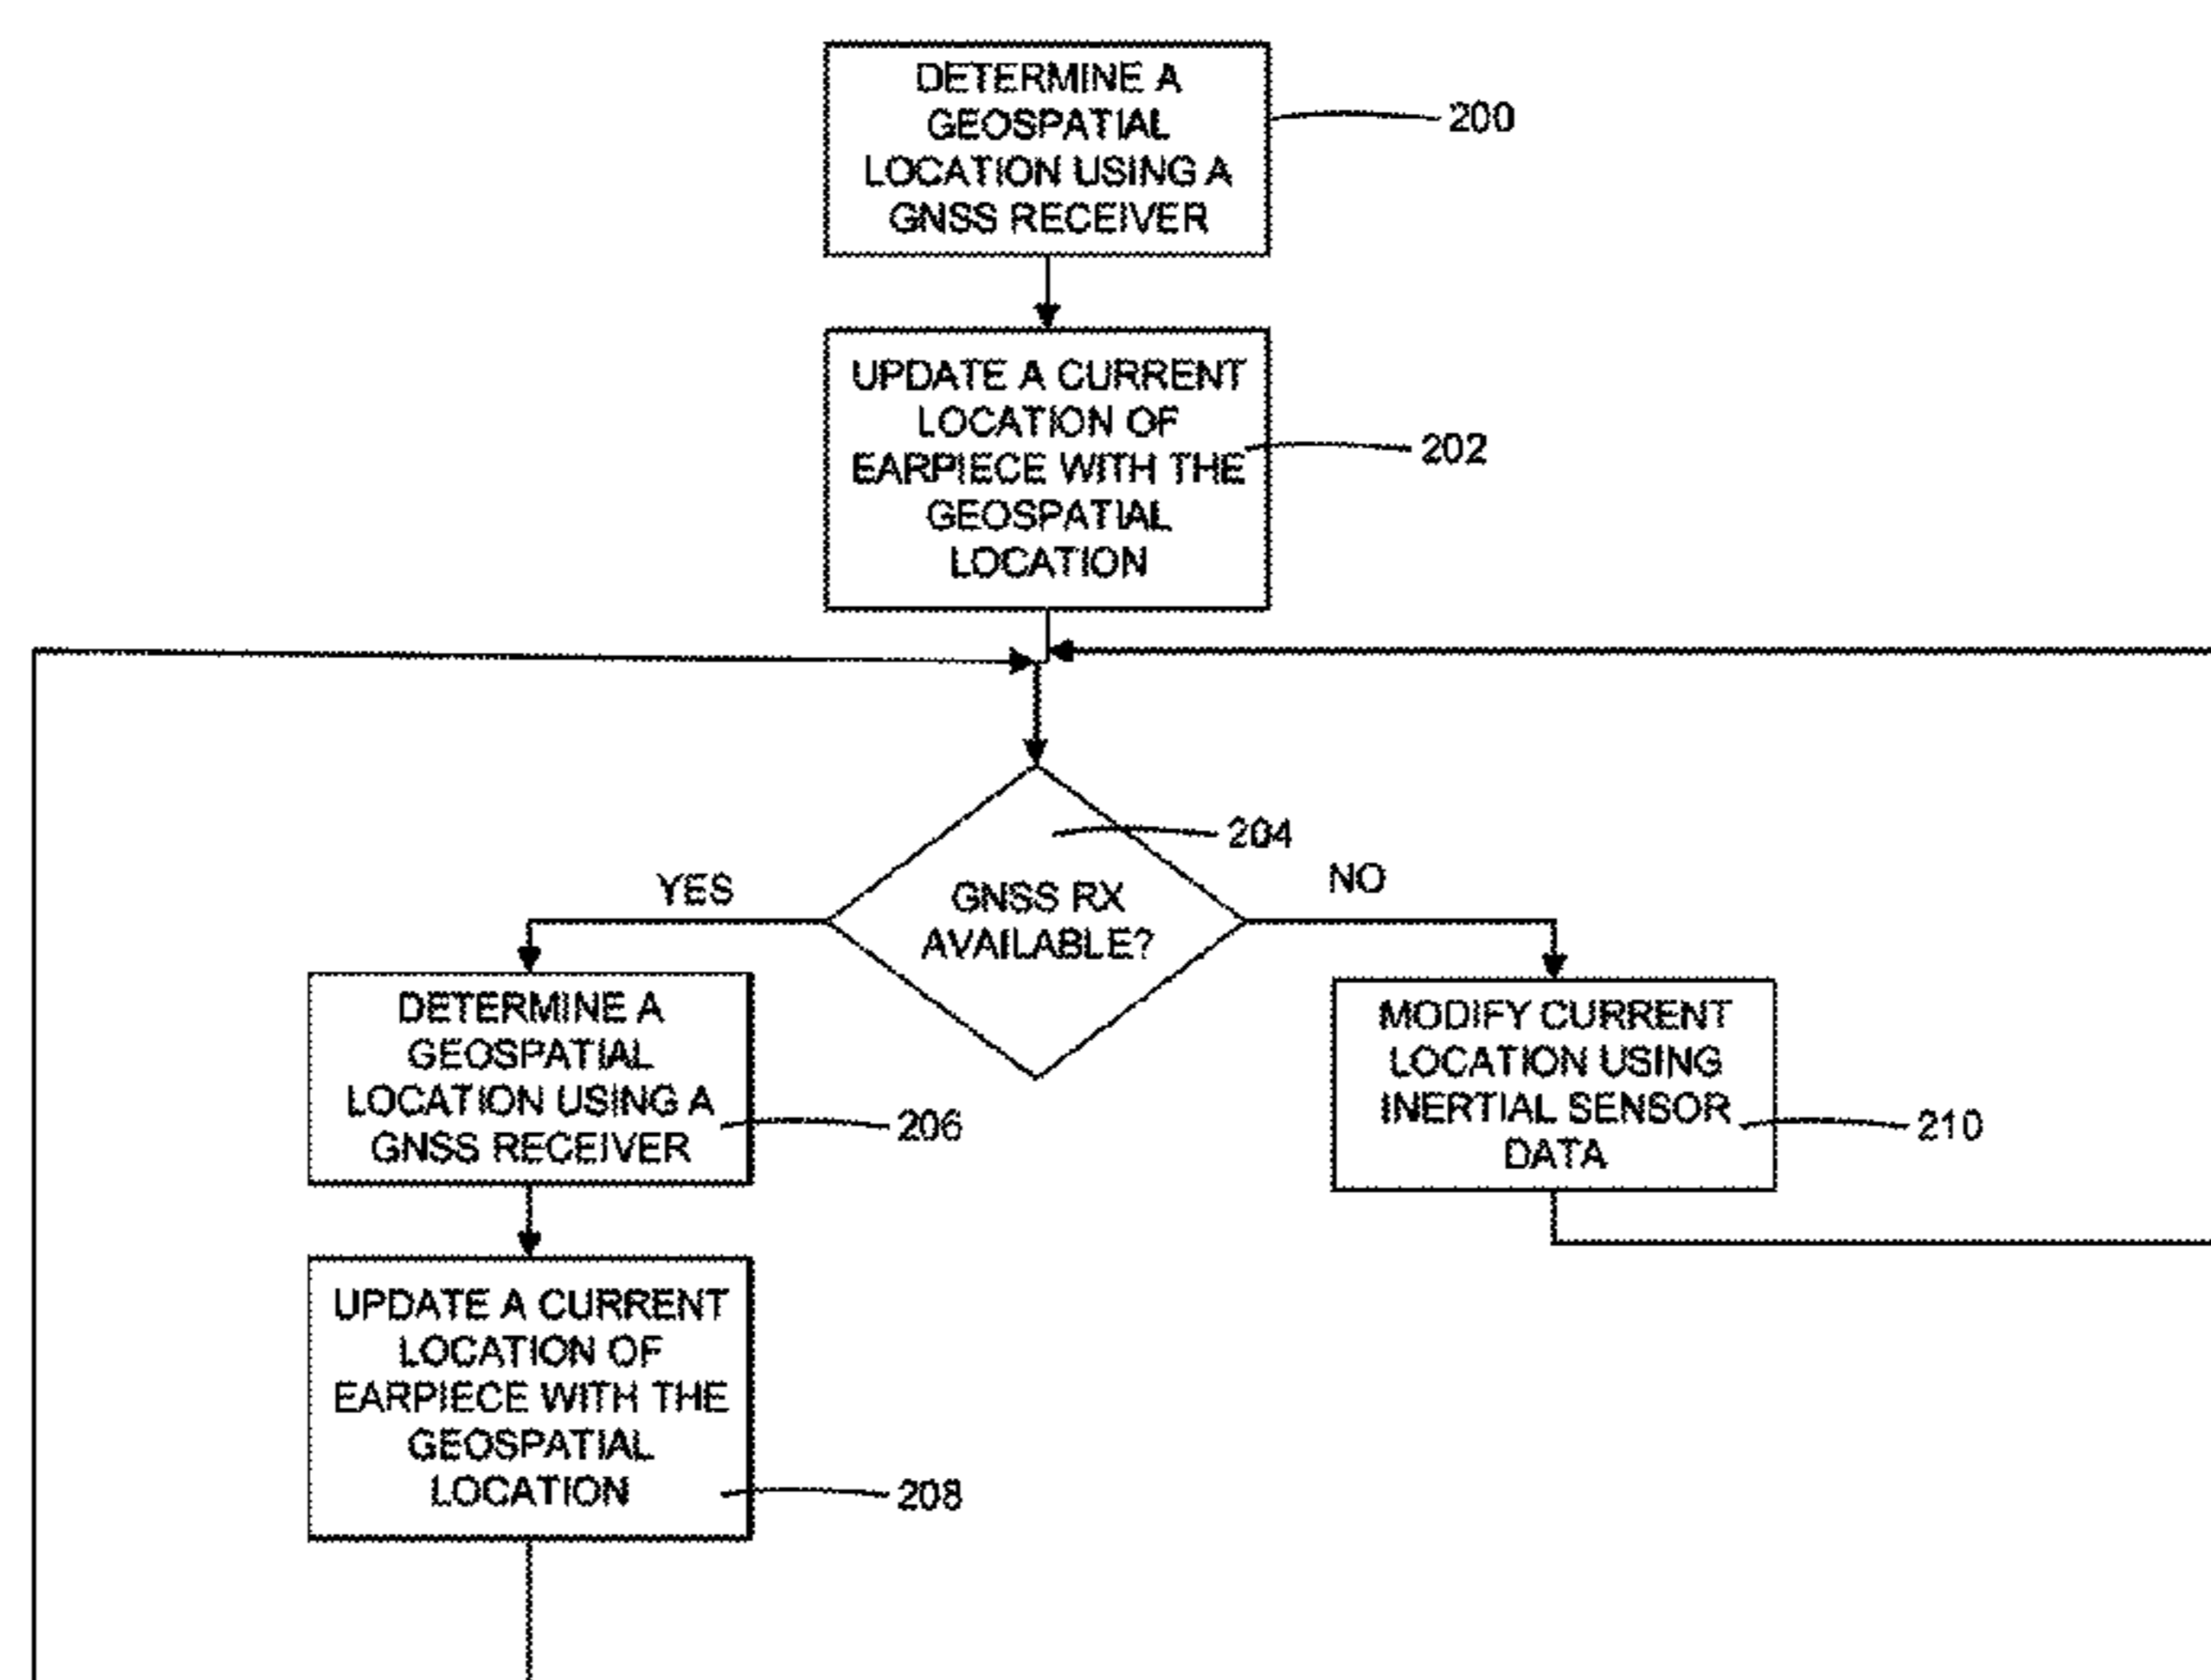 DETERMINE A
GEOSPATIAL
LOCATION USING A
GNSS RECEIVER
200
UPDATE A CURRENT
LOCATION OF
EARPIECE WITH THE
GEOSPATIAL
LOCATION
202
204
YES
GNSS RX
AVAILABLE?
NO
DETERMINE A
GEOSPATIAL
LOCATION USING A
GNSS RECEIVER
206
MODIFY CURRENT
LOCATION USING
INERTIAL SENSOR
DATA
210
UPDATE A CURRENT
LOCATION OF
EARPIECE WITH THE
GEOSPATIAL
LOCATION
208